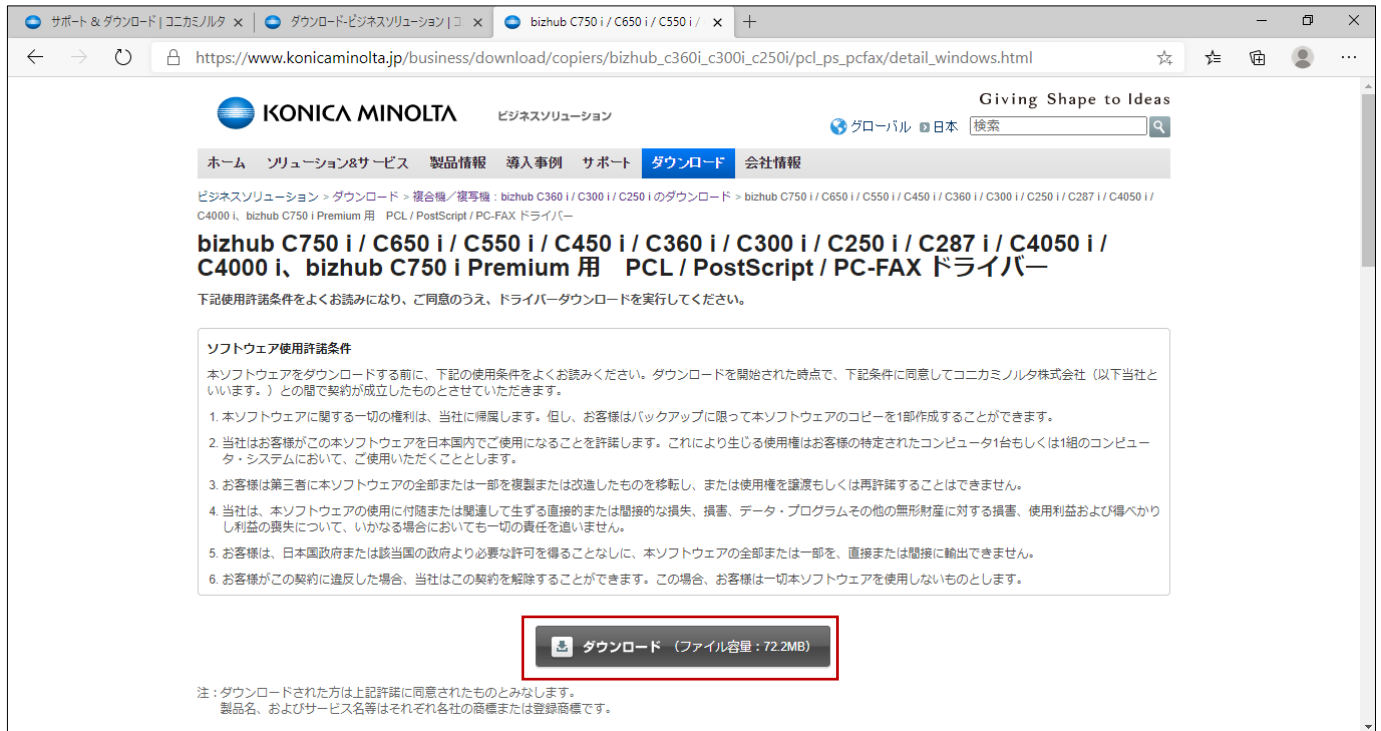 サポート & ダウンロード | コニカミノルタ
ダウンロード-ビジネスソリューション | コ
bizhub C750 i / C650 i / C550 i /
https://www.konicaminolta.jp/business/download/copiers/bizhub_c360i_c300i_c250i/pcl_ps_pcfax/detail_windows.html
Giving Shape to Ideas
KONICA MINOLTA ビジネスソリューション
グローバル 日本 検索
ホーム ソリューション&サービス 製品情報 導入事例 サポート ダウンロード 会社情報
ビジネスソリューション > ダウンロード > 複合機/複写機 : bizhub C360 i / C300 i / C250 i のダウンロード > bizhub C750 i / C650 i / C550 i / C450 i / C360 i / C300 i / C250 i / C287 i / C4050 i /
C4000 i、bizhub C750 i Premium 用 PCL / PostScript / PC-FAX ドライバー
bizhub C750 i / C650 i / C550 i / C450 i / C360 i / C300 i / C250 i / C287 i / C4050 i /
C4000 i、bizhub C750 i Premium 用 PCL / PostScript / PC-FAX ドライバー
下記使用許諾条件をよくお読みになり、ご同意のうえ、ドライバーダウンロードを実行してください。
ソフトウェア使用許諾条件
本ソフトウェアをダウンロードする前に、下記の使用条件をよくお読みください。ダウンロードを開始された時点で、下記条件に同意してコニカミノルタ株式会社（以下当社と
いいます。）との間で契約が成立したものとさせていただきます。
1. 本ソフトウェアに関する一切の権利は、当社に帰属します。但し、お客様はバックアップに限って本ソフトウェアのコピーを1部作成することができます。
2. 当社はお客様がこの本ソフトウェアを日本国内でご使用になることを許諾します。これにより生じる使用権はお客様の特定されたコンピュータ1台もしくは1組のコンピュー
タ・システムにおいて、ご使用いただくこととします。
3. お客様は第三者に本ソフトウェアの全部または一部を複製または改造したものを移転し、または使用権を譲渡もしくは再許諾することはできません。
4. 当社は、本ソフトウェアの使用に付随または関連して生ずる直接的または間接的な損失、損害、データ・プログラムその他の無形財産に対する損害、使用利益および得べかり
し利益の喪失について、いかなる場合においても一切の責任を追いません。
5. お客様は、日本国政府または該当国の政府より必要な許可を得ることなしに、本ソフトウェアの全部または一部を、直接または間接に輸出できません。
6. お客様がこの契約に違反した場合、当社はこの契約を解除することができます。この場合、お客様は一切本ソフトウェアを使用しないものとします。
ダウンロード （ファイル容量：72.2MB）
注：ダウンロードされた方は上記許諾に同意されたものとみなします。
製品名、およびサービス名等はそれぞれ各社の商標または登録商標です。